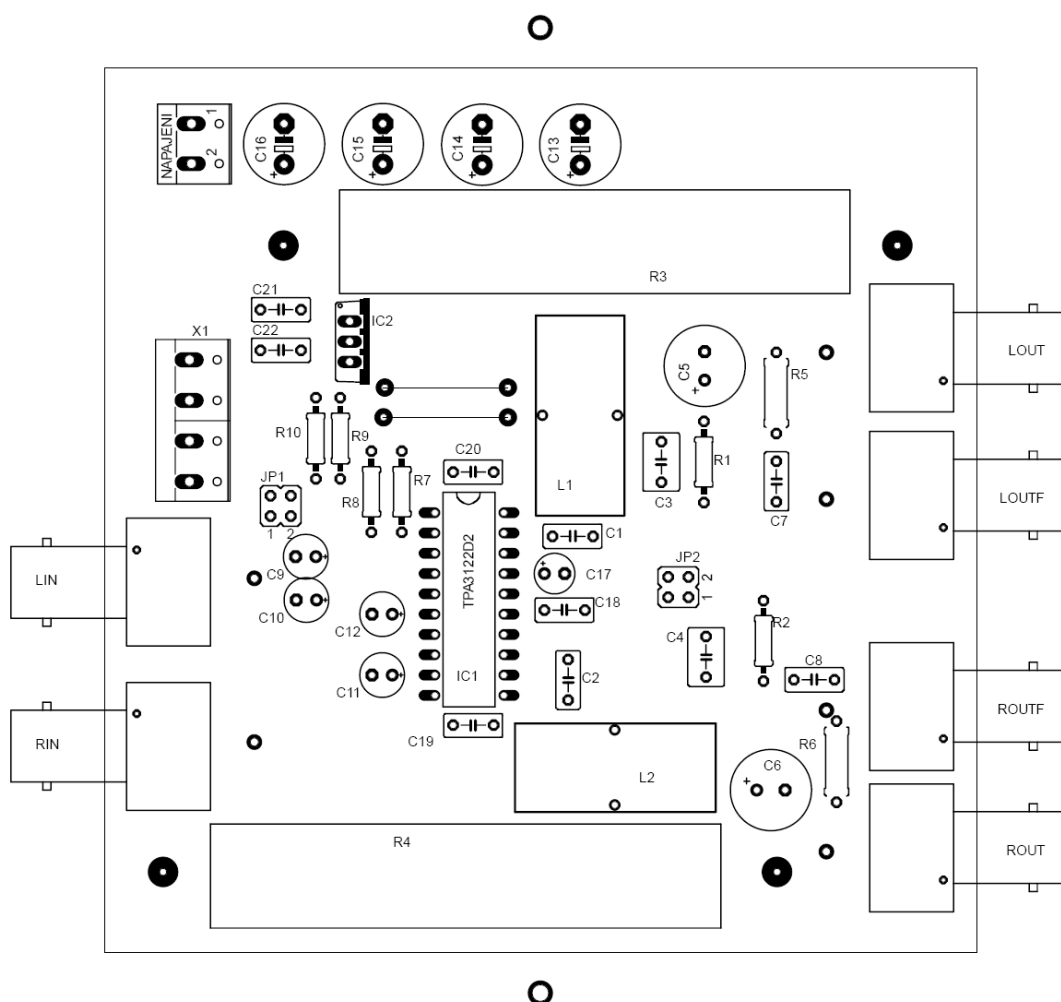 NAPAJENI
1
2
C16
C15
C14
C13
+
+
+
+
R3
C21
IC2
LOUT
X1
C22
C5
+
R5
R10
R9
C20
R1
JP1
R8
R7
L1
C3
C7
LOUTF
1 2
C1
C9
+
LIN
+
C17
JP2
2
1
C10
+
C12
+
TPA3122D2
C18
C4
R2
C11
+
IC1
C2
C8
ROUTF
RIN
C19
L2
+
C6
R6
R4
ROUT